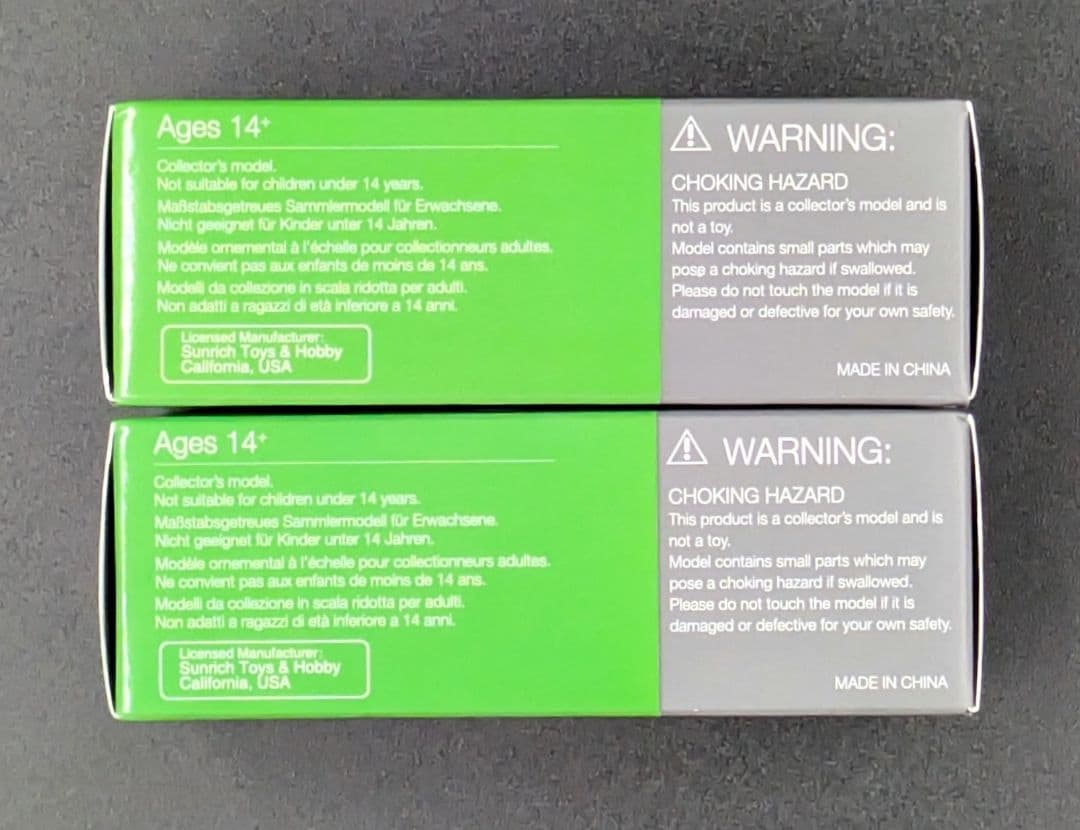 Ages 14+
Collector's model.
Not suitable for children under 14 years.
Maßstabsgetreues Sammlermodell für Erwachsene.
Nicht geeignet für Kinder unter 14 Jahren.
Modèle ornemental à l'échelle pour collectionneurs adultes.
Ne convient pas aux enfants de moins de 14 ans.
Modelli da collezione in scala ridotta per adulti.
Non adatti a ragazzi di età inferiore a 14 anni.
Licensed Manufacturer:
Sunrich Toys & Hobby
California, USA
WARNING:
CHOKING HAZARD
This product is a collector's model and is
not a toy.
Model contains small parts which may
pose a choking hazard if swallowed.
Please do not touch the model if it is
damaged or defective for your own safety.
MADE IN CHINA
Ages 14+
Collector's model.
Not suitable for children under 14 years.
Maßstabsgetreues Sammlermodell für Erwachsene.
Nicht geeignet für Kinder unter 14 Jahren.
Modèle ornemental à l'échelle pour collectionneurs adultes.
Ne convient pas aux enfants de moins de 14 ans.
Modelli da collezione in scala ridotta per adulti.
Non adatti a ragazzi di età inferiore a 14 anni.
Licensed Manufacturer:
Sunrich Toys & Hobby
California, USA
WARNING:
CHOKING HAZARD
This product is a collector's model and is
not a toy.
Model contains small parts which may
pose a choking hazard if swallowed.
Please do not touch the model if it is
damaged or defective for your own safety.
MADE IN CHINA